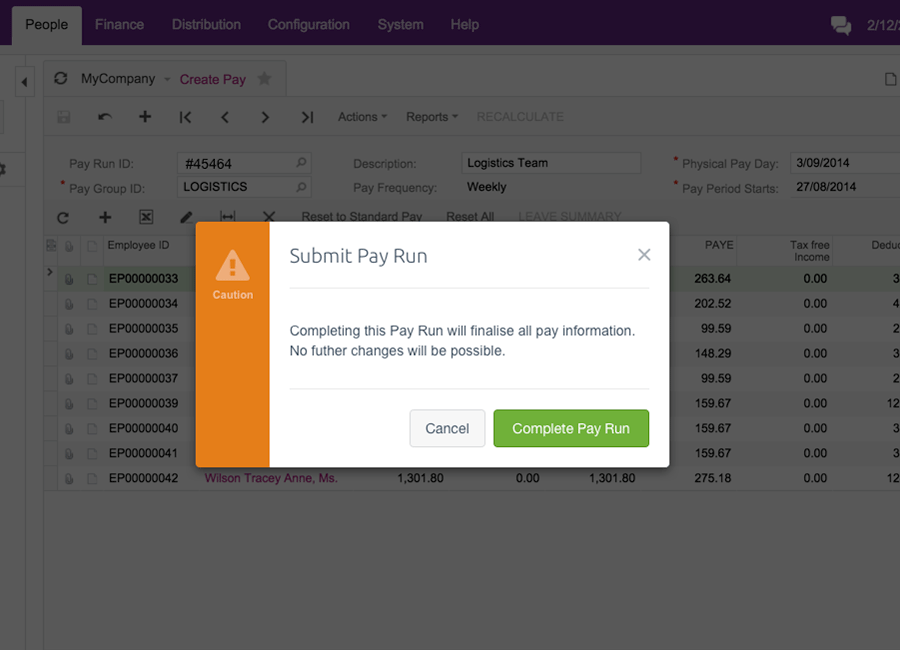 People Finance Distribution Configuration System Help 2/12/
MyCompany Create Pay
Actions Reports RECALCULATE
Pay Run ID: #45464 Description: Logistics Team * Physical Pay Day: 3/09/2014
* Pay Group ID: LOGISTICS Pay Frequency: Weekly * Pay Period Starts: 27/08/2014
Reset to Standard Pay Reset All LEAVE SUMMARY
Employee ID PAYE Tax free Income Deduc
EP00000033 263.64 0.00 3
EP00000034 202.52 0.00 4
EP00000035 99.59 0.00 2
EP00000036 148.29 0.00 3
EP00000037 99.59 0.00 2
EP00000039 159.67 0.00 12
EP00000040 159.67 0.00 3
EP00000041 159.67 0.00 3
EP00000042 Wilson Tracey Anne, Ms. 1,301.80 0.00 1,301.80 275.18 0.00 12
Caution
Submit Pay Run
Completing this Pay Run will finalise all pay information.
No futher changes will be possible.
Cancel Complete Pay Run